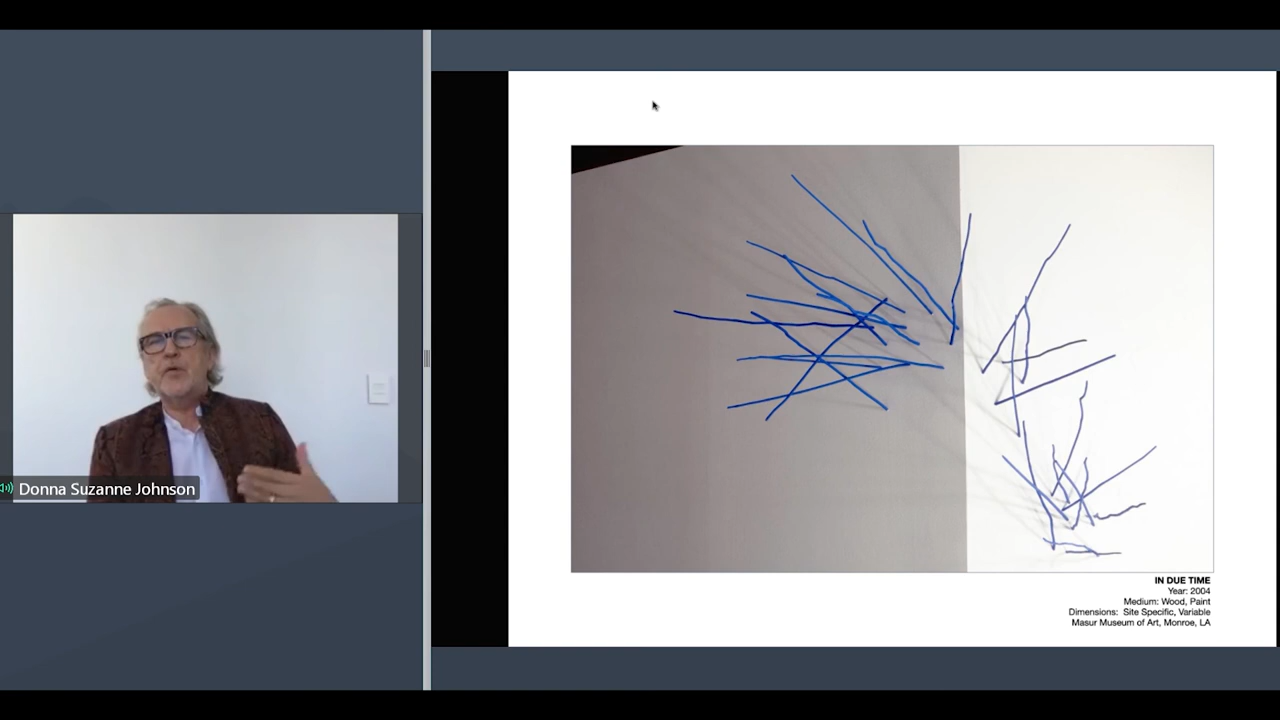 Donna Suzanne Johnson
IN DUE TIME
Year: 2004
Medium: Wood, Paint
Dimensions: Site Specific, Variable
Masur Museum of Art, Monroe, LA